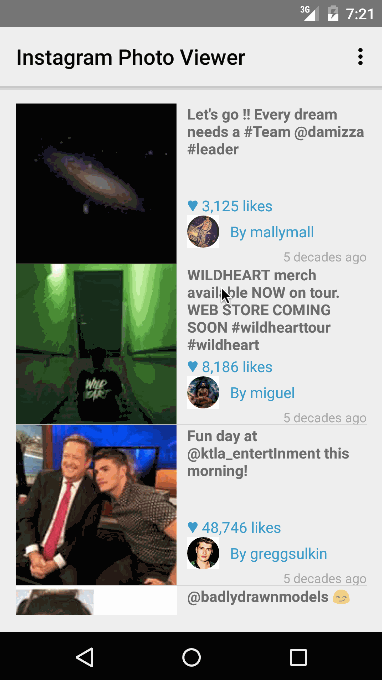 3G 7:21
Instagram Photo Viewer
Let's go !! Every dream
needs a #Team @damizza
#leader
♥ 3,125 likes
By mallymall
5 decades ago
WILDHEART merch
available NOW on tour.
WEB STORE COMING
SOON #wildhearttour
#wildheart
♥ 8,186 likes
By miguel
5 decades ago
WILD
HEART
Fun day at
@ktla_entertInment this
morning!
♥ 48,746 likes
By greggsulkin
5 decades ago
@badlydrawnmodels 😊